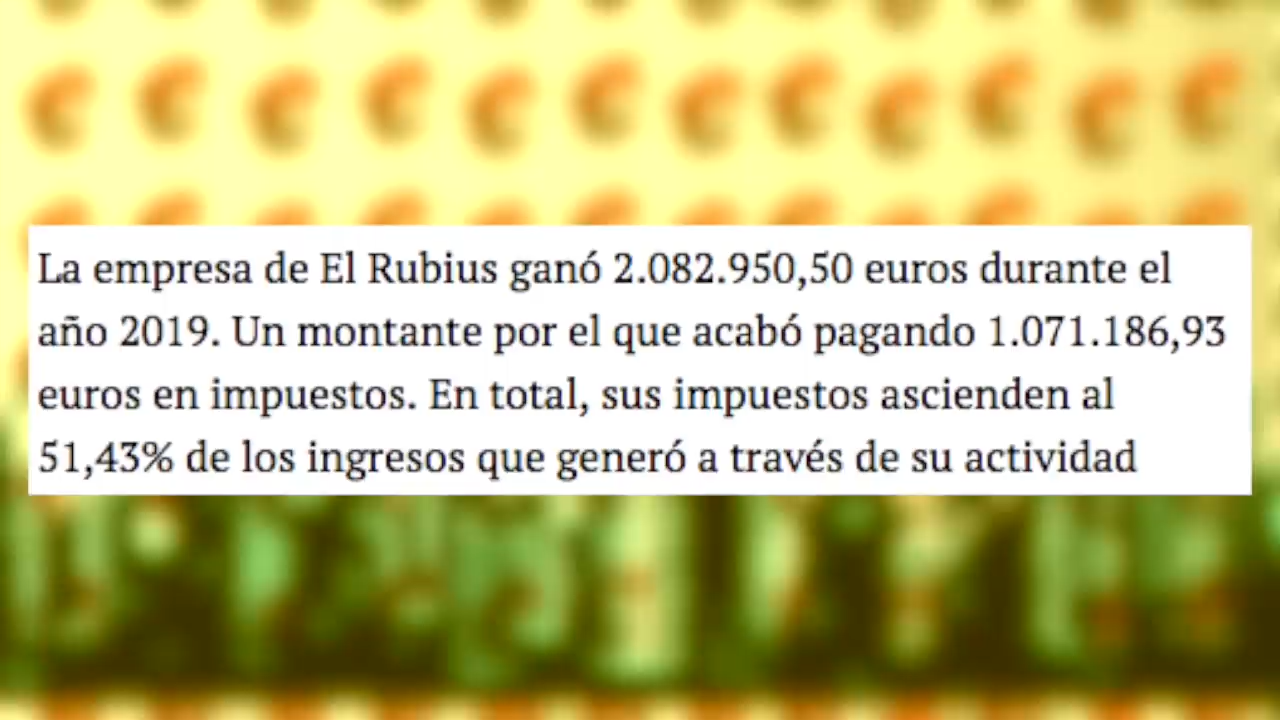 La empresa de El Rubius ganó 2.082.950,50 euros durante el
año 2019. Un montante por el que acabó pagando 1.071.186,93
euros en impuestos. En total, sus impuestos ascienden al
51,43% de los ingresos que generó a través de su actividad